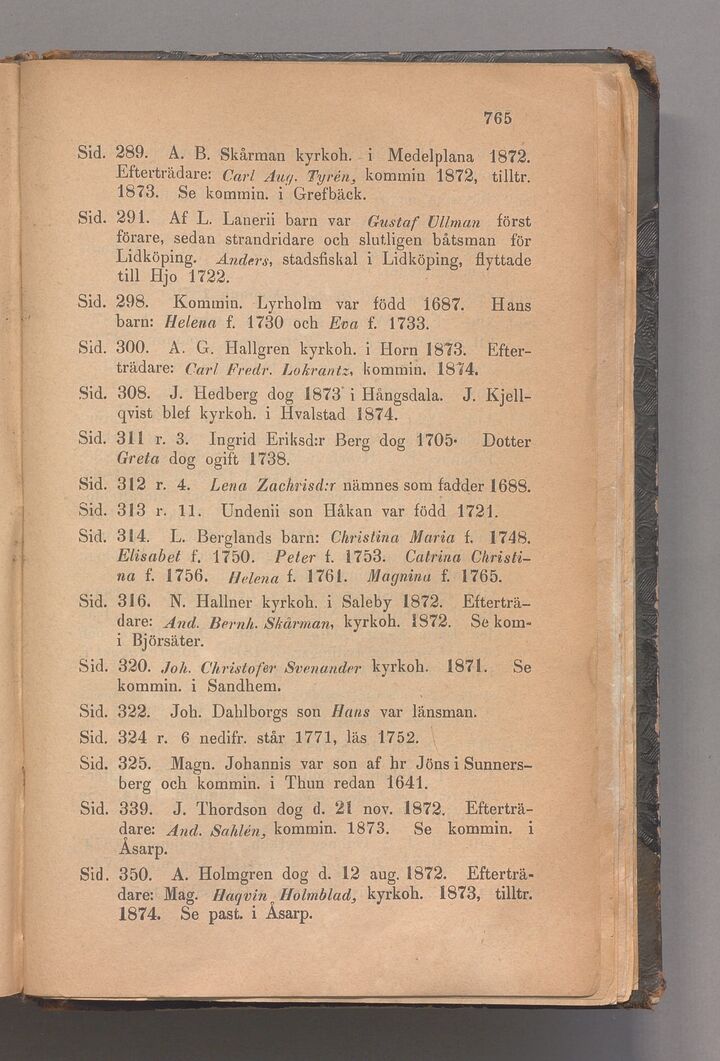 765
Sid. 289. A. B. Skårman kyrkoh. i Medelplana 1872.
Efterträdare: Carl Aug. Tyrén, kommin 1872, tilltr.
1873. Se kommin. i Grefbäck.
Sid. 291. Af L. Lanerii barn var Gustaf Ullman först
förare, sedan strandridare och slutligen båtsman för
Lidköping. Anders, stadsfiskal i Lidköping, flyttade
till Hjo 1722.
Sid. 298. Kommin. Lyrholm var född 1687. Hans
barn: Helena f. 1730 och Eva f. 1733.
Sid. 300. A. G. Hallgren kyrkoh. i Horn 1873. Efter-
trädare: Carl Fredr. Lokrantz, kommin. 1874.
Sid. 308. J. Hedberg dog 1873 i Hångsdala. J. Kjell-
qvist blef kyrkoh. i Hvalstad 1874.
Sid. 311 r. 3. Ingrid Eriksd:r Berg dog 1705. Dotter
Greta dog ogift 1738.
Sid. 312 r. 4. Lena Zachrisd:r nämnes som fadder 1688.
Sid. 313 r. 11. Undenii son Håkan var född 1721.
Sid. 314. L. Berglands barn: Christina Maria f. 1748.
Elisabet f. 1750. Peter f. 1753. Catrina Christi-
na f. 1756. Helena f. 1761. Magnina f. 1765.
Sid. 316. N. Hallner kyrkoh. i Saleby 1872. Efterträ-
dare: And. Bernh. Skårman, kyrkoh. 1872. Se kom-
i Björsäter.
Sid. 320. Joh. Christofer Svenander kyrkoh. 1871. Se
kommin. i Sandhem.
Sid. 322. Joh. Dahlborgs son Hans var länsman.
Sid. 324 r. 6 nedifr. står 1771, läs 1752.
Sid. 325. Magn. Johannis var son af hr Jöns i Sunners-
berg och kommin. i Thun redan 1641.
Sid. 339. J. Thordson dog d. 21 nov. 1872. Efterträ-
dare: And. Sahlén, kommin. 1873. Se kommin. i
Åsarp.
Sid. 350. A. Holmgren dog d. 12 aug. 1872. Efterträ-
dare: Mag. Haqvin Holmblad, kyrkoh. 1873, tilltr.
1874. Se past. i Åsarp.